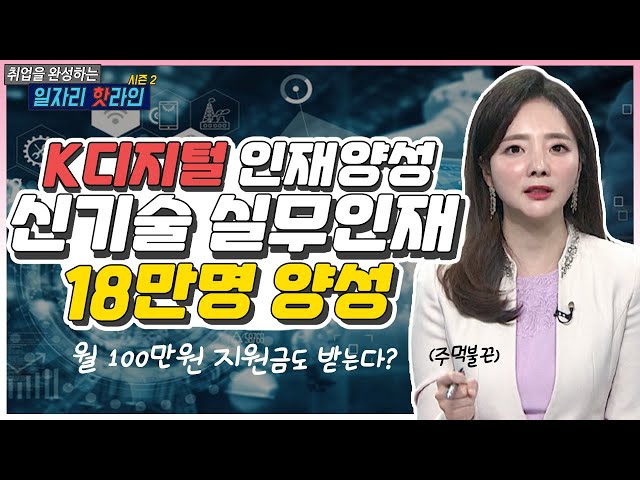 취업을 완성하는
시즌 2
일자리 핫라인
K디지털 인재양성
신기술 실무인재
18만명 양성
월 100만원 지원금도 받는다?
(주먹불끈)